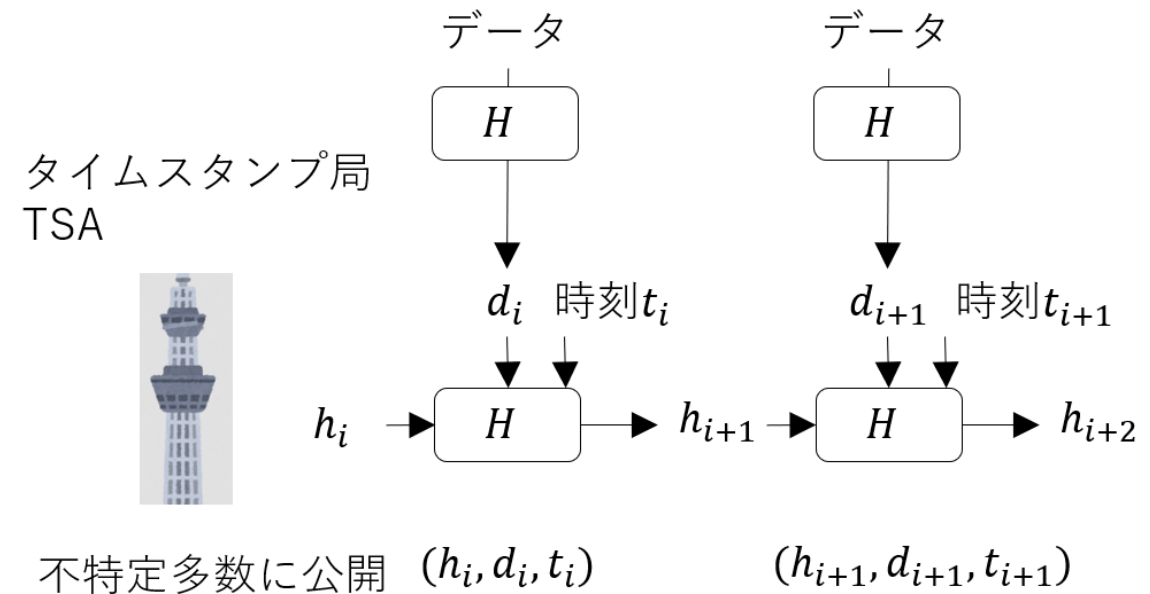 データ データ
H H
タイムスタンプ局
TSA
d_i 時刻t_i d_{i+1} 時刻t_{i+1}
h_i H h_{i+1} H h_{i+2}
不特定多数に公開 (h_i, d_i, t_i) (h_{i+1}, d_{i+1}, t_{i+1})